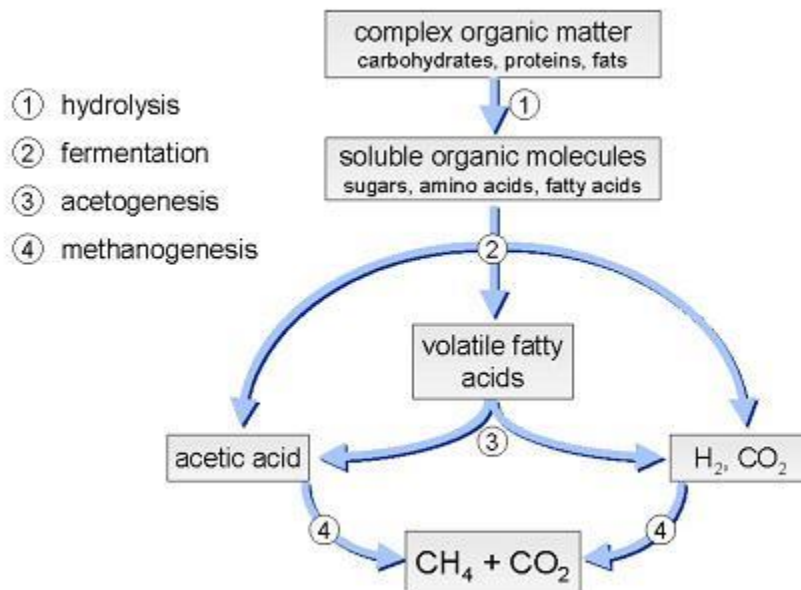 complex organic matter
carbohydrates, proteins, fats
① hydrolysis
② fermentation
③ acetogenesis
④ methanogenesis
①
soluble organic molecules
sugars, amino acids, fatty acids
②
volatile fatty
acids
③
acetic acid
H₂, CO₂
④
④
CH₄ + CO₂